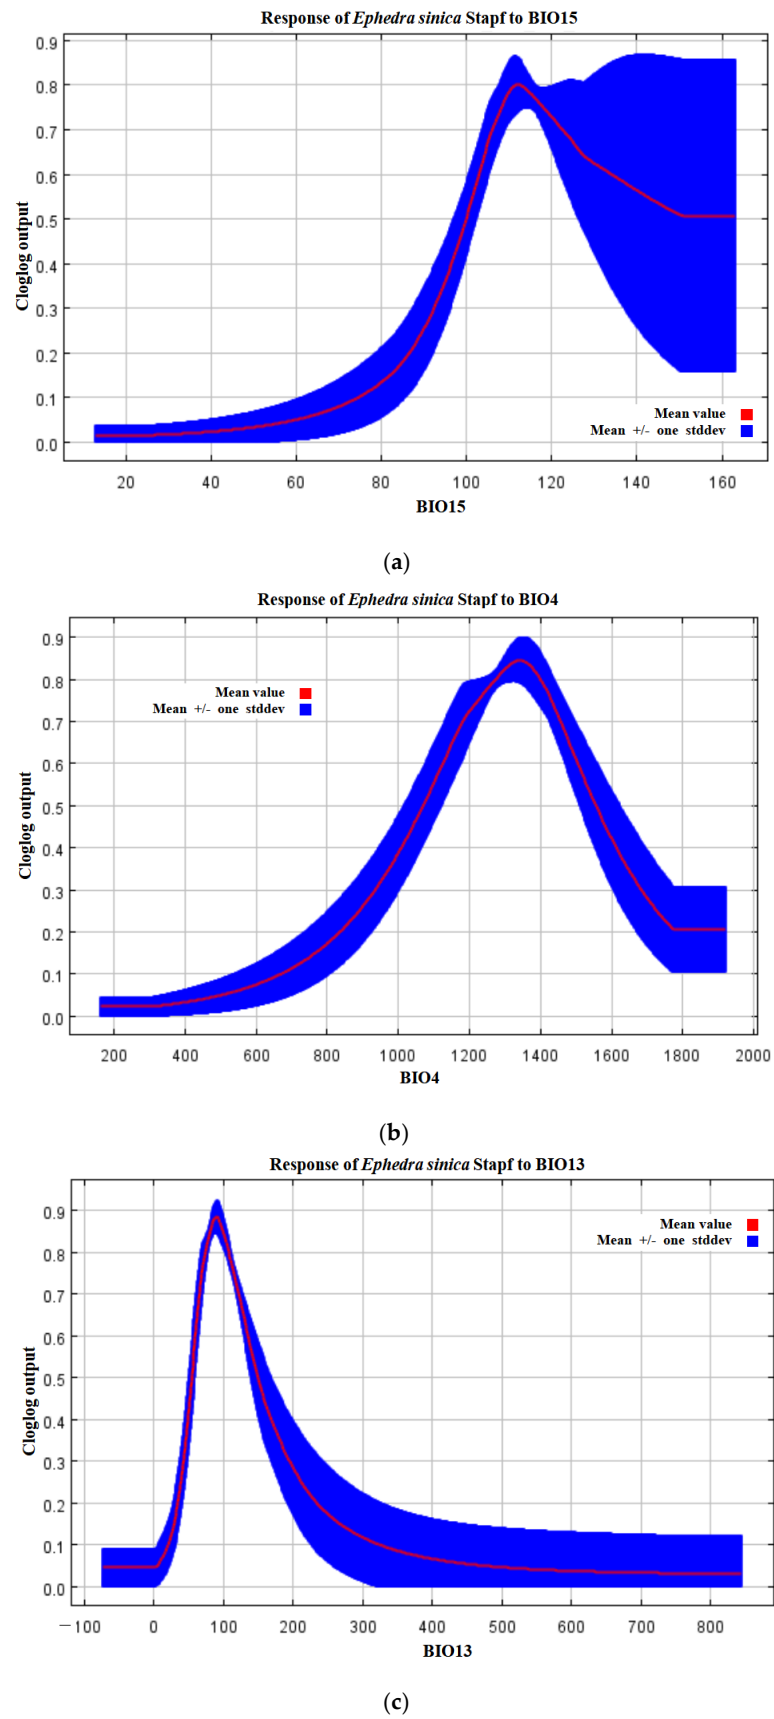 Response of Ephedra sinica Stapf to BIO15
0.9
0.8
0.7
0.6
0.5
0.4
0.3
0.2
0.1
0.0
Cloglog output
Mean value
Mean +/- one stddev
20 40 60 80 100 120 140 160
BIO15
(a)
Response of Ephedra sinica Stapf to BIO4
0.9
0.8
0.7
0.6
0.5
0.4
0.3
0.2
0.1
0.0
Cloglog output
Mean value
Mean +/- one stddev
200 400 600 800 1000 1200 1400 1600 1800 2000
BIO4
(b)
Response of Ephedra sinica Stapf to BIO13
0.9
0.8
0.7
0.6
0.5
0.4
0.3
0.2
0.1
0.0
Cloglog output
Mean value
Mean +/- one stddev
−100 0 100 200 300 400 500 600 700 800
BIO13
(c)